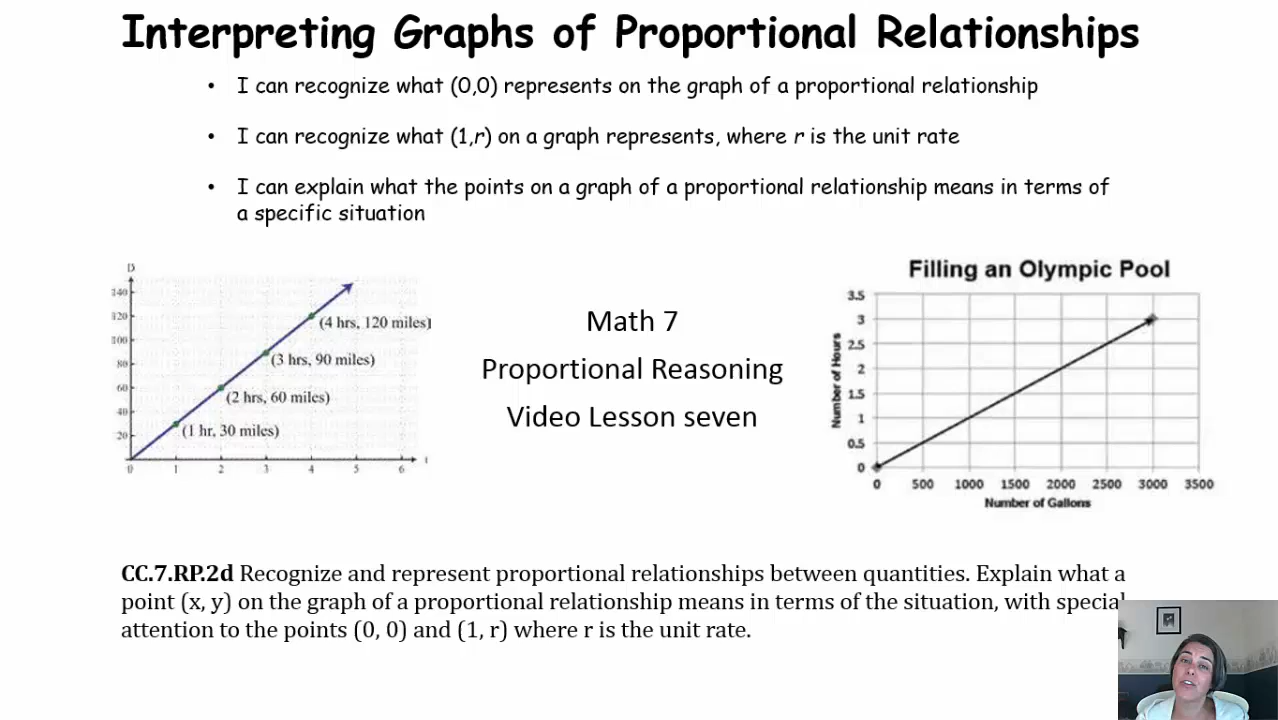 Interpreting Graphs of Proportional Relationships
• I can recognize what (0,0) represents on the graph of a proportional relationship
• I can recognize what (1,r) on a graph represents, where r is the unit rate
• I can explain what the points on a graph of a proportional relationship means in terms of
a specific situation
D
140
120
100
80
60
40
20
(4 hrs, 120 miles)
(3 hrs, 90 miles)
(2 hrs, 60 miles)
(1 hr, 30 miles)
0 1 2 3 4 5 6 t
Math 7
Proportional Reasoning
Video Lesson seven
Filling an Olympic Pool
Number of Hours
3.5
3
2.5
2
1.5
1
0.5
0
0 500 1000 1500 2000 2500 3000 3500
Number of Gallons
CC.7.RP.2d Recognize and represent proportional relationships between quantities. Explain what a
point (x, y) on the graph of a proportional relationship means in terms of the situation, with special
attention to the points (0, 0) and (1, r) where r is the unit rate.